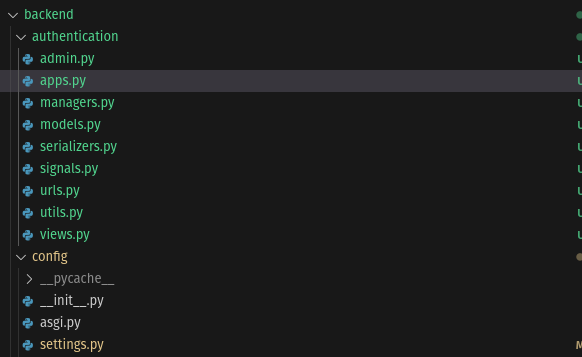 backend
authentication
admin.py
apps.py
managers.py
models.py
serializers.py
signals.py
urls.py
utils.py
views.py
config
__pycache__
__init__.py
asgi.py
settings.py